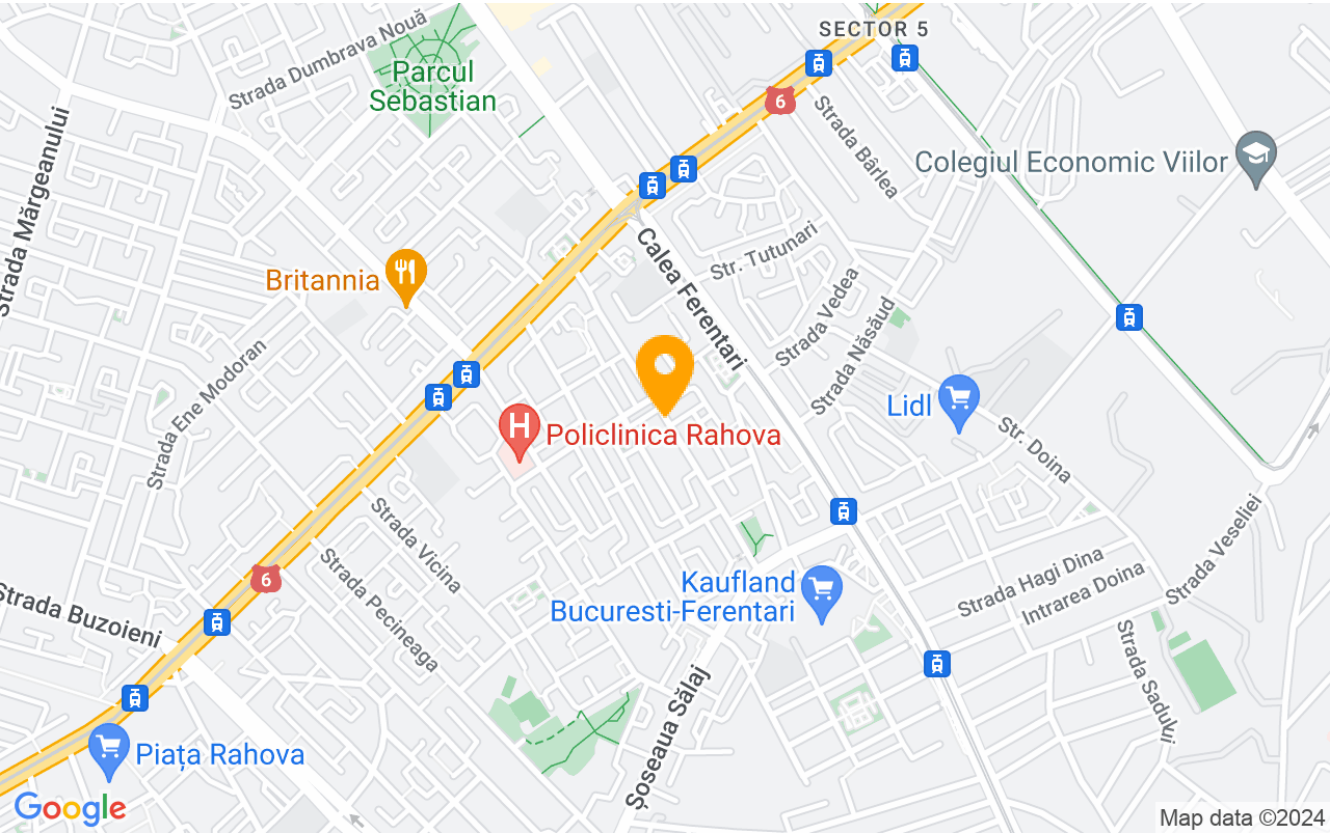 SECTOR 5
Strada Dumbrava Nouă
Parcul
Sebastian
6
Strada Bârlea
Colegiul Economic Viilor
Strada Mărgeanului
Calea Ferentari
Str. Tutunari
Britannia
Strada Vedea
Strada Năsăud
Strada Ene Modoran
Lidl
H
Policlinica Rahova
Str. Doina
Strada Vicina
Strada Veseliei
Strada Pecineaga
6
Strada Hagi Dina
Intrarea Doina
Kaufland
Bucuresti-Ferentari
Strada Buzoieni
Strada Sadului
Șoseaua Sălaj
Piața Rahova
Google
Map data ©2024